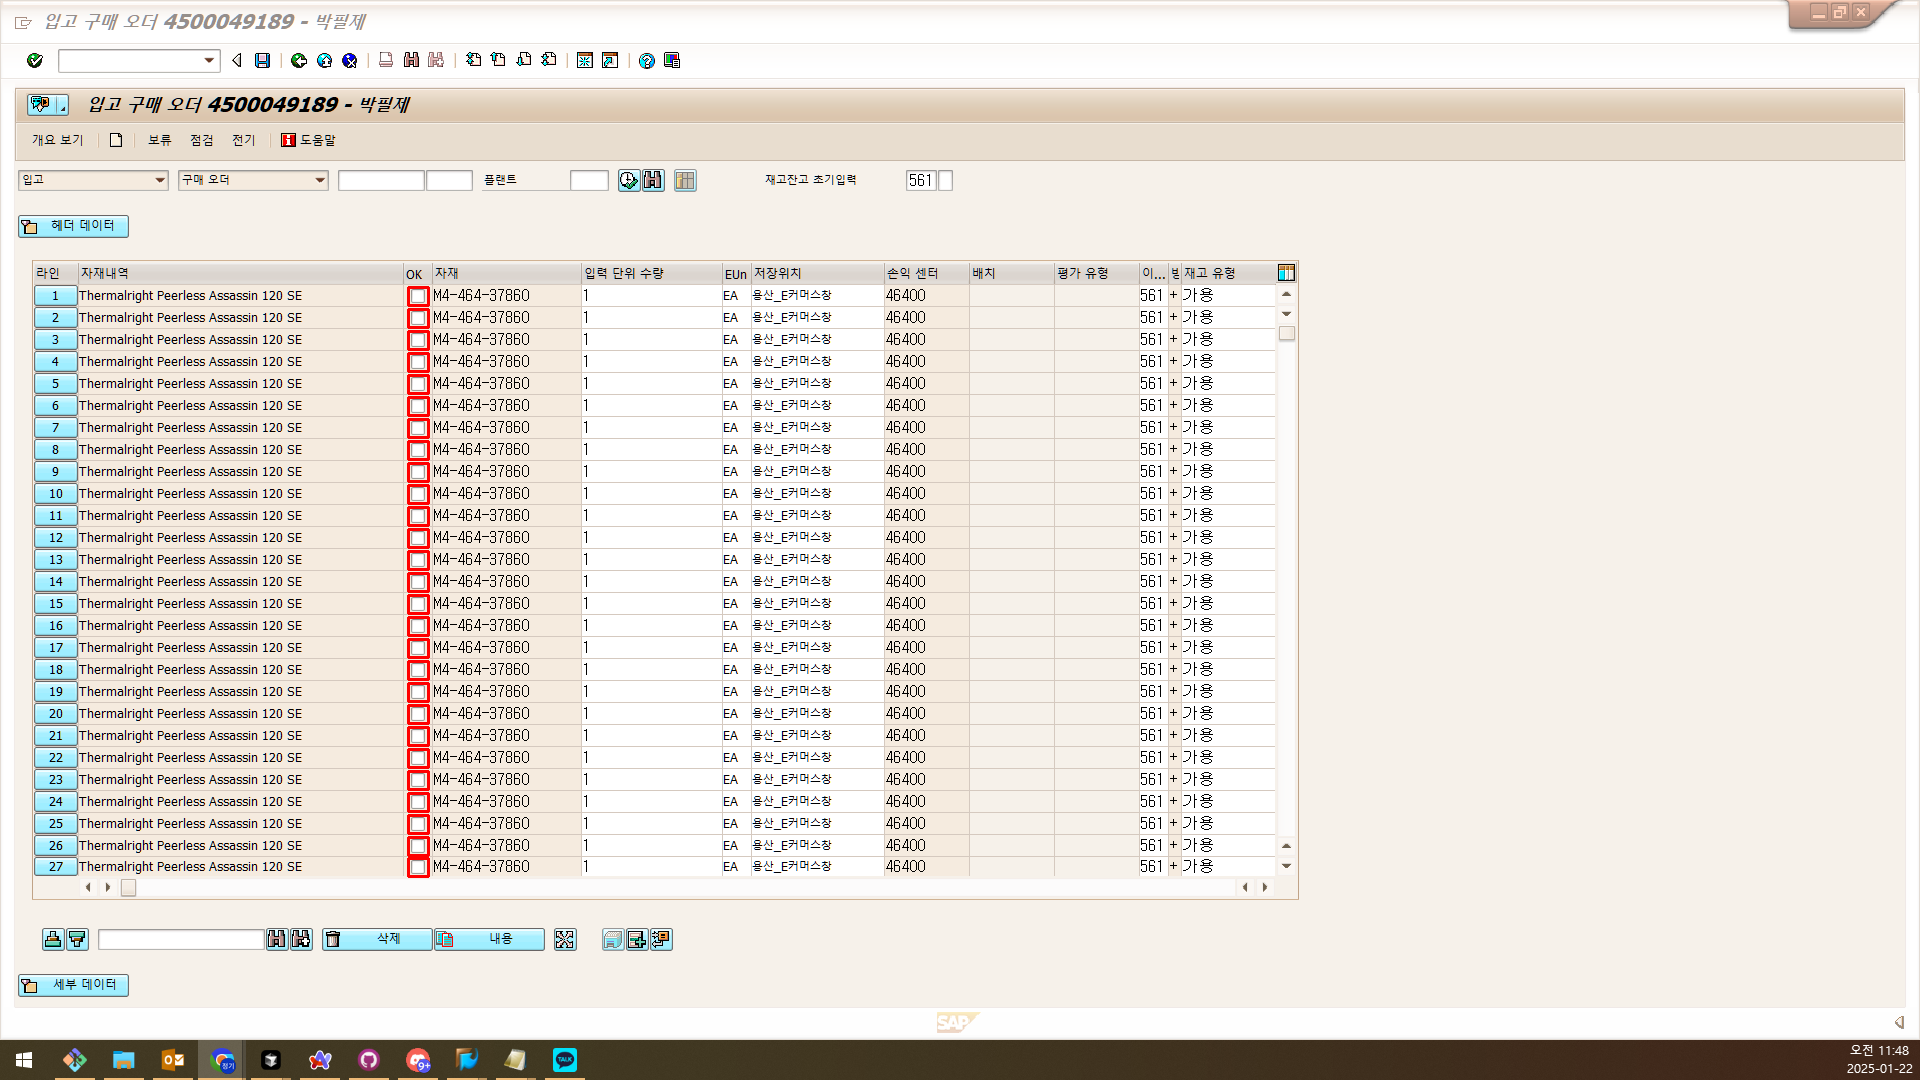 입고 구매 오더 4500049189 - 박필제
입고 구매 오더 4500049189 - 박필제
개요 보기 보류 점검 전기 도움말
입고 구매 오더 플랜트 재고잔고 초기입력 561
헤더 데이터
라인 자재내역 OK 자재 입력 단위 수량 EUn 저장위치 손익 센터 배치 평가 유형 이... 재고 유형
1 Thermalright Peerless Assassin 120 SE M4-464-37860 1 EA 용산_E커머스창 46400 561 + 가용
2 Thermalright Peerless Assassin 120 SE M4-464-37860 1 EA 용산_E커머스창 46400 561 + 가용
3 Thermalright Peerless Assassin 120 SE M4-464-37860 1 EA 용산_E커머스창 46400 561 + 가용
4 Thermalright Peerless Assassin 120 SE M4-464-37860 1 EA 용산_E커머스창 46400 561 + 가용
5 Thermalright Peerless Assassin 120 SE M4-464-37860 1 EA 용산_E커머스창 46400 561 + 가용
6 Thermalright Peerless Assassin 120 SE M4-464-37860 1 EA 용산_E커머스창 46400 561 + 가용
7 Thermalright Peerless Assassin 120 SE M4-464-37860 1 EA 용산_E커머스창 46400 561 + 가용
8 Thermalright Peerless Assassin 120 SE M4-464-37860 1 EA 용산_E커머스창 46400 561 + 가용
9 Thermalright Peerless Assassin 120 SE M4-464-37860 1 EA 용산_E커머스창 46400 561 + 가용
10 Thermalright Peerless Assassin 120 SE M4-464-37860 1 EA 용산_E커머스창 46400 561 + 가용
11 Thermalright Peerless Assassin 120 SE M4-464-37860 1 EA 용산_E커머스창 46400 561 + 가용
12 Thermalright Peerless Assassin 120 SE M4-464-37860 1 EA 용산_E커머스창 46400 561 + 가용
13 Thermalright Peerless Assassin 120 SE M4-464-37860 1 EA 용산_E커머스창 46400 561 + 가용
14 Thermalright Peerless Assassin 120 SE M4-464-37860 1 EA 용산_E커머스창 46400 561 + 가용
15 Thermalright Peerless Assassin 120 SE M4-464-37860 1 EA 용산_E커머스창 46400 561 + 가용
16 Thermalright Peerless Assassin 120 SE M4-464-37860 1 EA 용산_E커머스창 46400 561 + 가용
17 Thermalright Peerless Assassin 120 SE M4-464-37860 1 EA 용산_E커머스창 46400 561 + 가용
18 Thermalright Peerless Assassin 120 SE M4-464-37860 1 EA 용산_E커머스창 46400 561 + 가용
19 Thermalright Peerless Assassin 120 SE M4-464-37860 1 EA 용산_E커머스창 46400 561 + 가용
20 Thermalright Peerless Assassin 120 SE M4-464-37860 1 EA 용산_E커머스창 46400 561 + 가용
21 Thermalright Peerless Assassin 120 SE M4-464-37860 1 EA 용산_E커머스창 46400 561 + 가용
22 Thermalright Peerless Assassin 120 SE M4-464-37860 1 EA 용산_E커머스창 46400 561 + 가용
23 Thermalright Peerless Assassin 120 SE M4-464-37860 1 EA 용산_E커머스창 46400 561 + 가용
24 Thermalright Peerless Assassin 120 SE M4-464-37860 1 EA 용산_E커머스창 46400 561 + 가용
25 Thermalright Peerless Assassin 120 SE M4-464-37860 1 EA 용산_E커머스창 46400 561 + 가용
26 Thermalright Peerless Assassin 120 SE M4-464-37860 1 EA 용산_E커머스창 46400 561 + 가용
27 Thermalright Peerless Assassin 120 SE M4-464-37860 1 EA 용산_E커머스창 46400 561 + 가용
삭제 내용
세부 데이터
SAP
오전 11:48
2025-01-22
9+
TALK